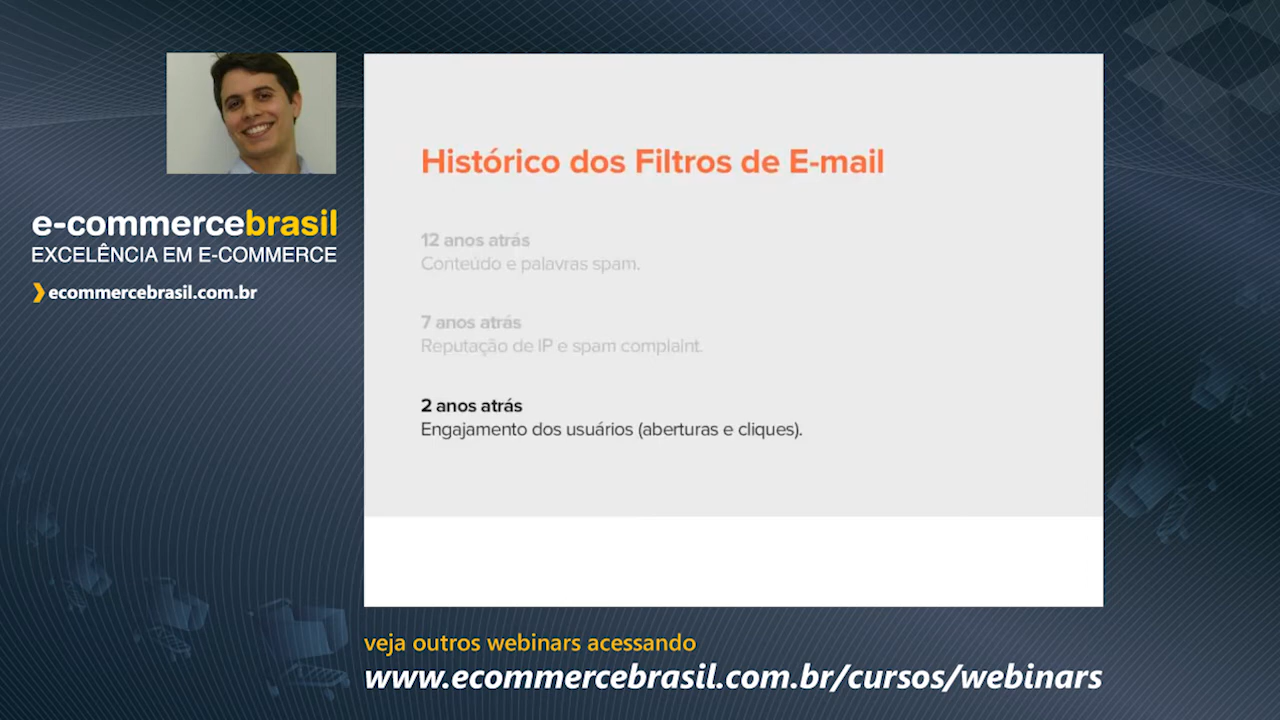 e-commercebrasil
EXCELÊNCIA EM E-COMMERCE
ecommercebrasil.com.br
Histórico dos Filtros de E-mail
12 anos atrás
Conteúdo e palavras spam.
7 anos atrás
Reputação de IP e spam complaint.
2 anos atrás
Engajamento dos usuários (aberturas e cliques).
veja outros webinars acessando
www.ecommercebrasil.com.br/cursos/webinars